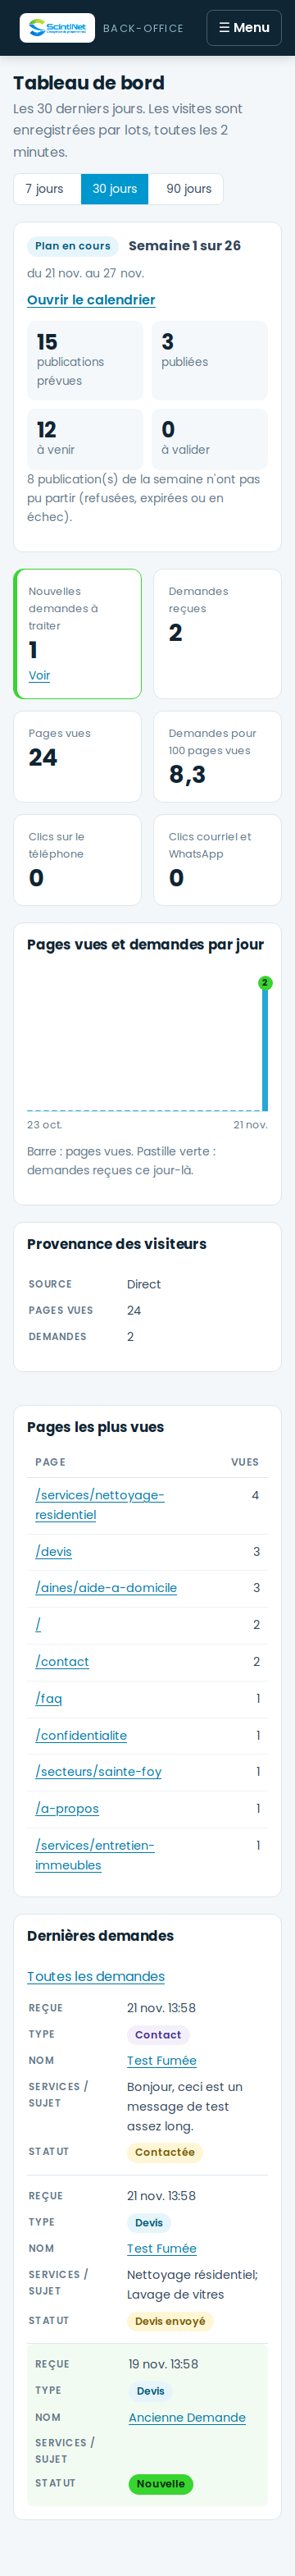 ScintiNet
BACK-OFFICE
☰ Menu
Tableau de bord
Les 30 derniers jours. Les visites sont
enregistrées par lots, toutes les 2
minutes.
7 jours
30 jours
90 jours
Plan en cours
Semaine 1 sur 26
du 21 nov. au 27 nov.
Ouvrir le calendrier
15
publications
prévues
3
publiées
12
à venir
0
à valider
8 publication(s) de la semaine n'ont pas
pu partir (refusées, expirées ou en
échec).
Nouvelles
demandes à
traiter
1
Voir
Demandes
reçues
2
Pages vues
24
Demandes pour
100 pages vues
8,3
Clics sur le
téléphone
0
Clics courriel et
WhatsApp
0
Pages vues et demandes par jour
2
23 oct.
21 nov.
Barre : pages vues. Pastille verte :
demandes reçues ce jour-là.
Provenance des visiteurs
SOURCE
Direct
PAGES VUES
24
DEMANDES
2
Pages les plus vues
PAGE
VUES
/services/nettoyage-
residentiel
4
/devis
3
/aines/aide-a-domicile
3
/
2
/contact
2
/faq
1
/confidentialite
1
/secteurs/sainte-foy
1
/a-propos
1
/services/entretien-
immeubles
1
Dernières demandes
Toutes les demandes
REÇUE
21 nov. 13:58
TYPE
Contact
NOM
Test Fumée
SERVICES /
SUJET
Bonjour, ceci est un
message de test
assez long.
STATUT
Contactée
REÇUE
21 nov. 13:58
TYPE
Devis
NOM
Test Fumée
SERVICES /
SUJET
Nettoyage résidentiel;
Lavage de vitres
STATUT
Devis envoyé
REÇUE
19 nov. 13:58
TYPE
Devis
NOM
Ancienne Demande
SERVICES /
SUJET
STATUT
Nouvelle